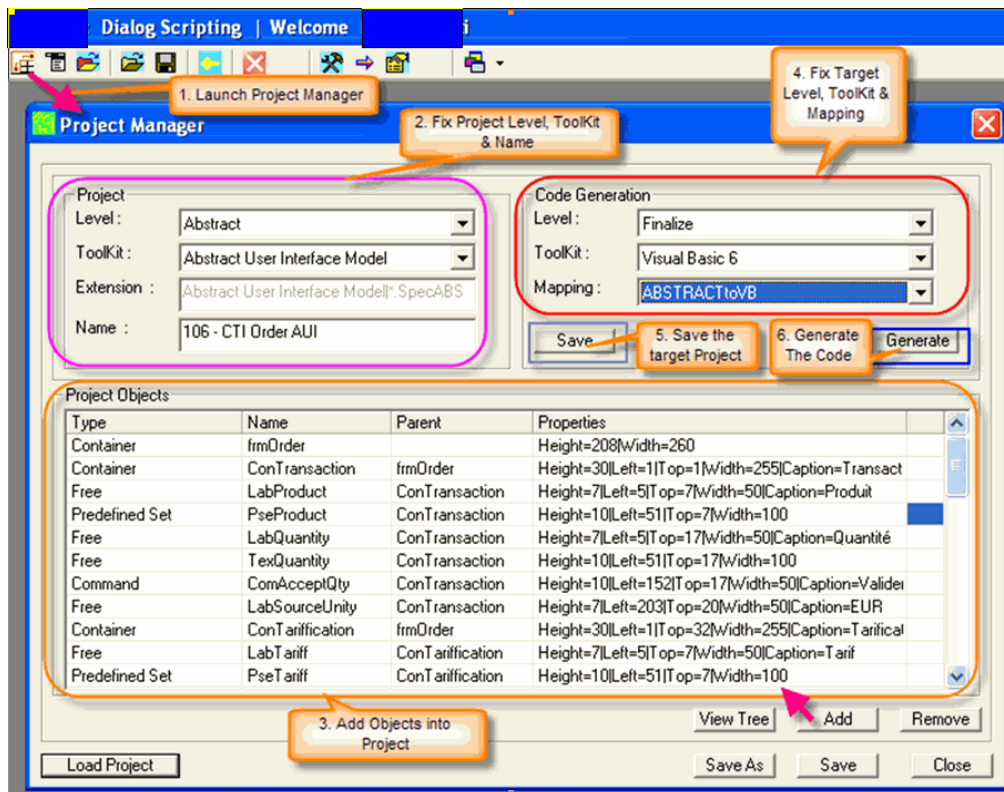 Dialog Scripting | Welcome i
1. Launch Project Manager
4. Fix Target
Level, ToolKit &
Mapping
Project Manager
2. Fix Project Level, ToolKit
& Name
Project
Level :
Abstract
ToolKit :
Abstract User Interface Model
Extension :
Abstract User Interface Model|*.SpecABS
Name :
106 - CTI Order AUI
Code Generation
Level :
Finalize
ToolKit :
Visual Basic 6
Mapping :
ABSTRACTtoVB
Save
5. Save the
target Project
6. Generate
The Code
Generate
Project Objects
Type Name Parent Properties
Container frmOrder Height=208|Width=260
Container ConTransaction frmOrder Height=30|Left=1|Top=1|Width=255|Caption=Transact
Free LabProduct ConTransaction Height=7|Left=5|Top=7|Width=50|Caption=Produit
Predefined Set PseProduct ConTransaction Height=10|Left=51|Top=7|Width=100
Free LabQuantity ConTransaction Height=7|Left=5|Top=17|Width=50|Caption=Quantité
Free TexQuantity ConTransaction Height=10|Left=51|Top=17|Width=100
Command ComAcceptQty ConTransaction Height=10|Left=152|Top=17|Width=50|Caption=Valider
Free LabSourceUnity ConTransaction Height=7|Left=203|Top=20|Width=50|Caption=EUR
Container ConTariffication frmOrder Height=30|Left=1|Top=32|Width=255|Caption=Tarificat
Free LabTariff ConTariffication Height=7|Left=5|Top=7|Width=50|Caption=Tarif
Predefined Set PseTariff ConTariffication Height=10|Left=51|Top=7|Width=100
3. Add Objects into
Project
View Tree Add Remove
Load Project Save As Save Close